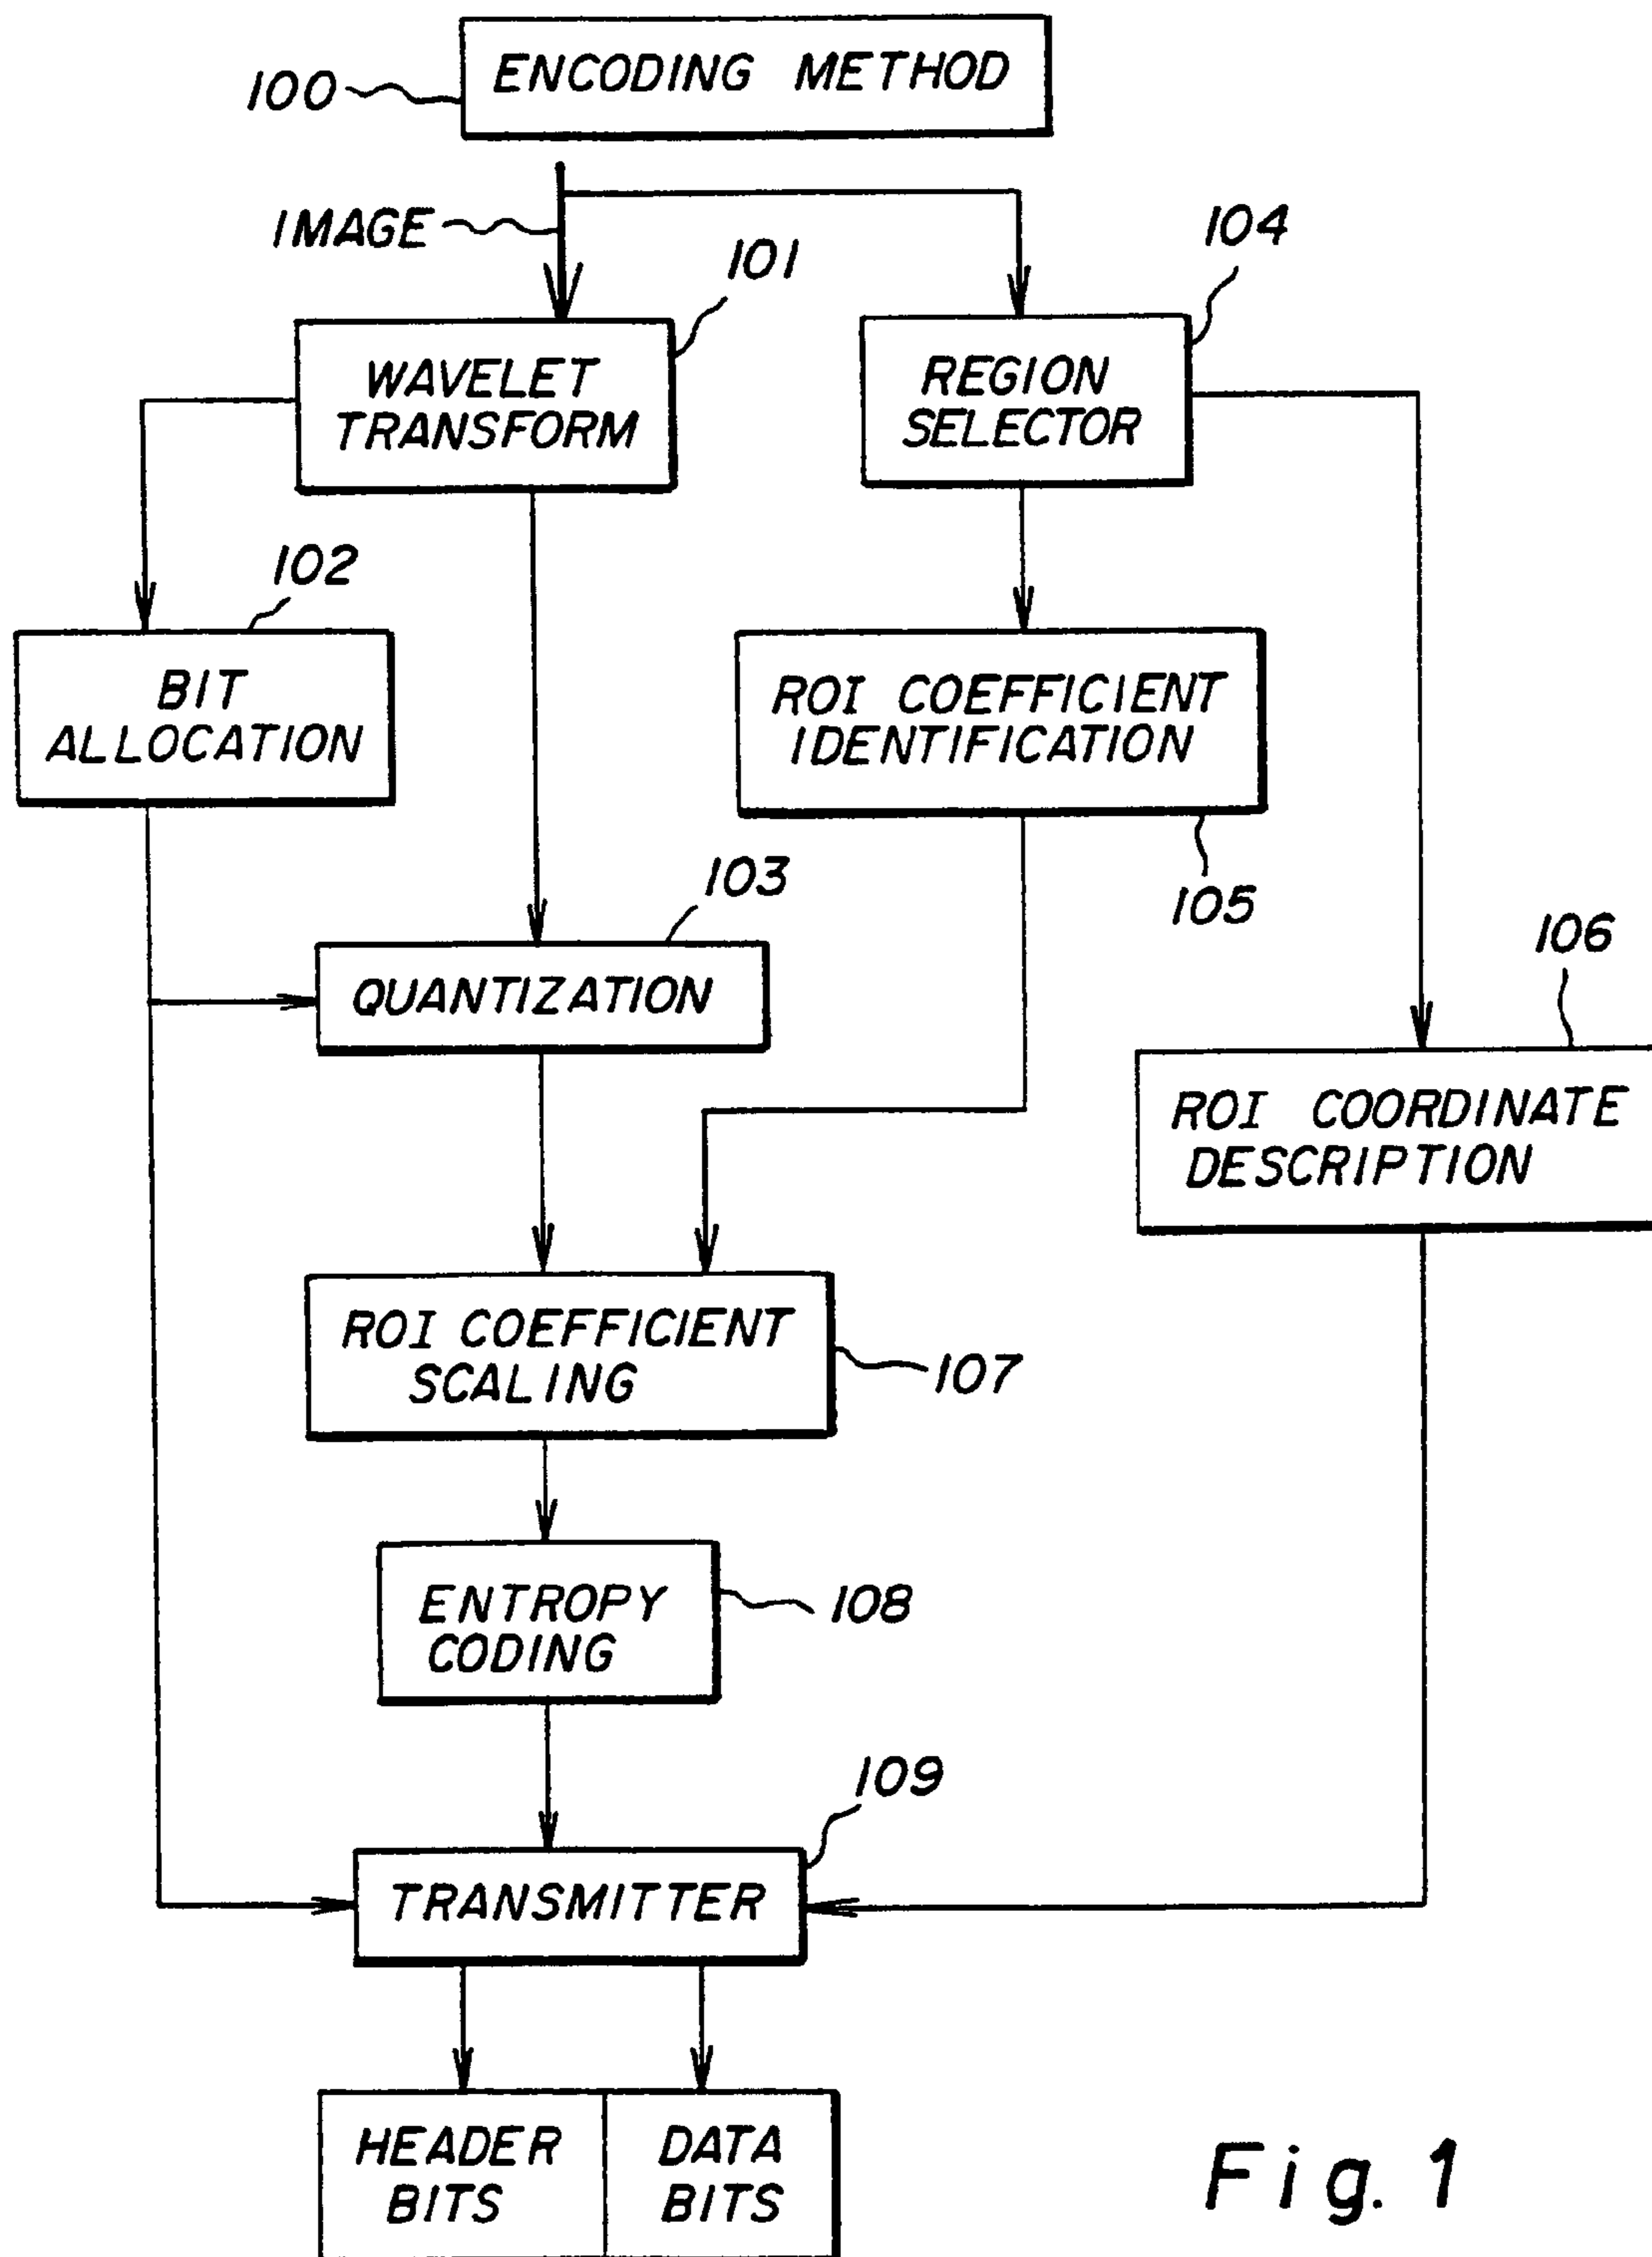 ENCODING METHOD
100
IMAGE
101
104
WAVELET
TRANSFORM
REGION
SELECTOR
102
BIT
ALLOCATION
ROI COEFFICIENT
IDENTIFICATION
103
105
106
QUANTIZATION
ROI COORDINATE
DESCRIPTION
ROI COEFFICIENT
SCALING
107
ENTROPY
CODING
108
109
TRANSMITTER
HEADER
BITS
DATA
BITS
Fig. 1